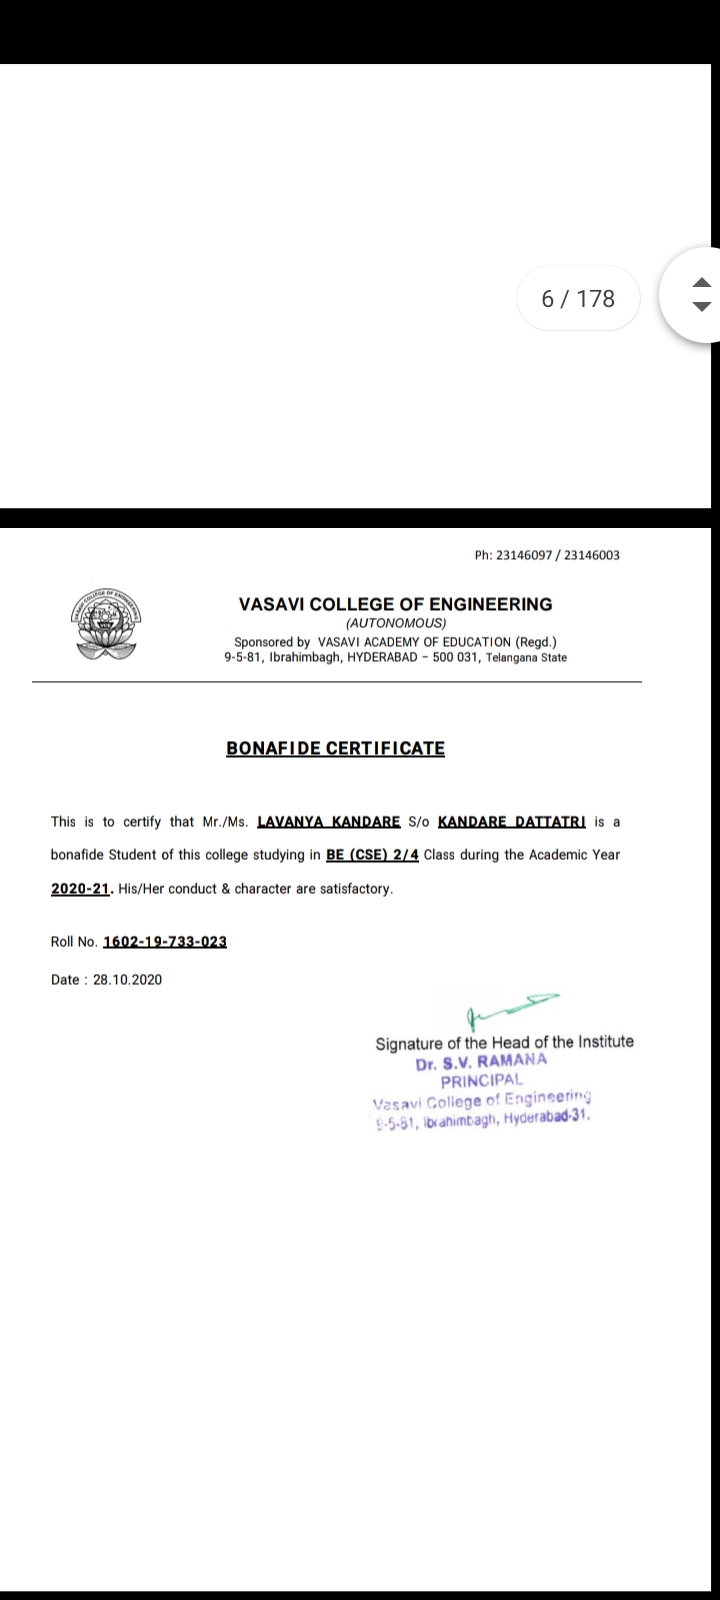 6 / 178
Ph: 23146097 / 23146003
VASAVI COLLEGE OF ENGINEERING
VASAVI COLLEGE OF ENGINEERING
(AUTONOMOUS)
Sponsored by VASAVI ACADEMY OF EDUCATION (Regd.)
9-5-81, Ibrahimbagh, HYDERABAD – 500 031, Telangana State
BONAFIDE CERTIFICATE
This is to certify that Mr./Ms. LAVANYA KANDARE S/o KANDARE DATTATRI is a
bonafide Student of this college studying in BE (CSE) 2/4 Class during the Academic Year
2020-21. His/Her conduct & character are satisfactory.
Roll No. 1602-19-733-023
Date : 28.10.2020
Signature of the Head of the Institute
Dr. S.V. RAMANA
PRINCIPAL
Vasavi College of Engineering
9-5-81, Ibrahimbagh, Hyderabad-31.